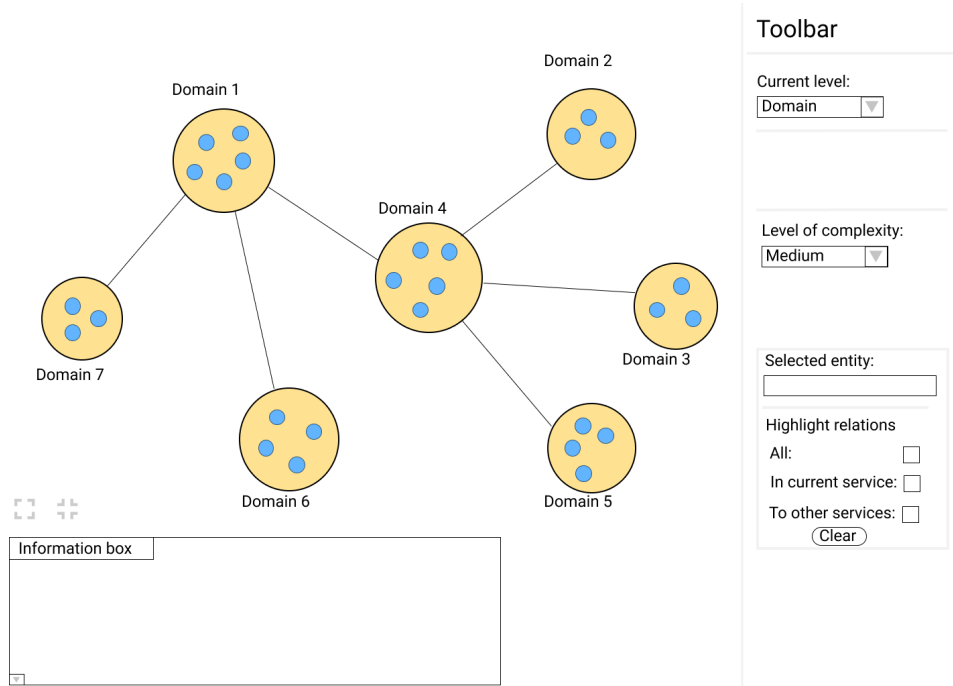 Toolbar
Domain 2
Domain 1
Current level:
Domain
Domain 4
Level of complexity:
Medium
Domain 3
Domain 7
Selected entity:
Highlight relations
All:
In current service:
To other services:
Clear
Domain 6
Domain 5
Information box